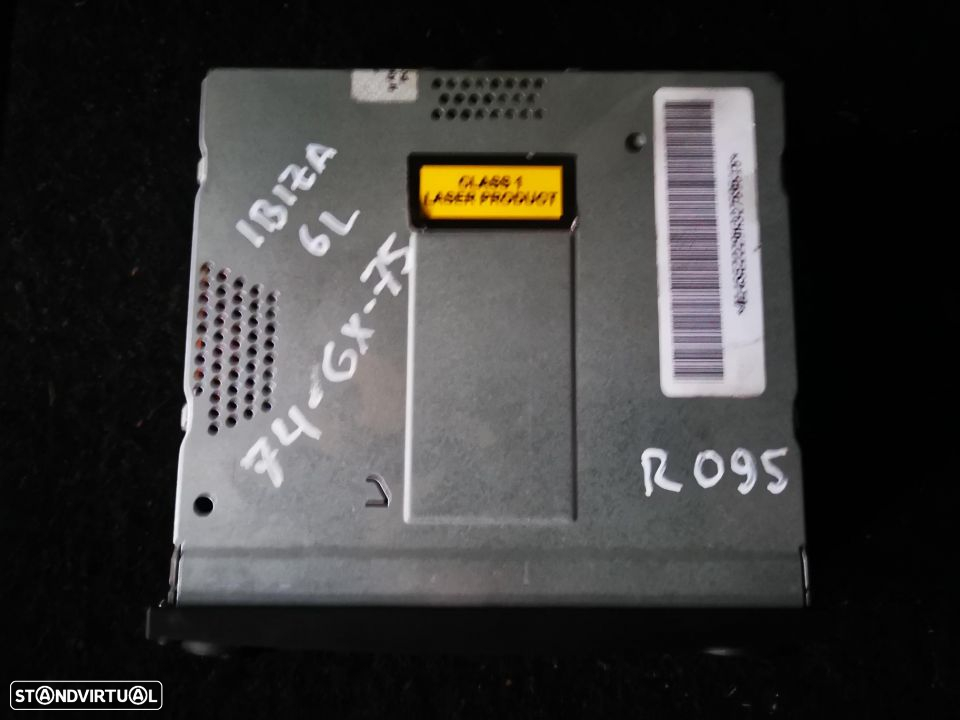 CLASS 1
LASER PRODUCT
IBIZA
6L
74-GX-75
R095
STANDVIRTUAL